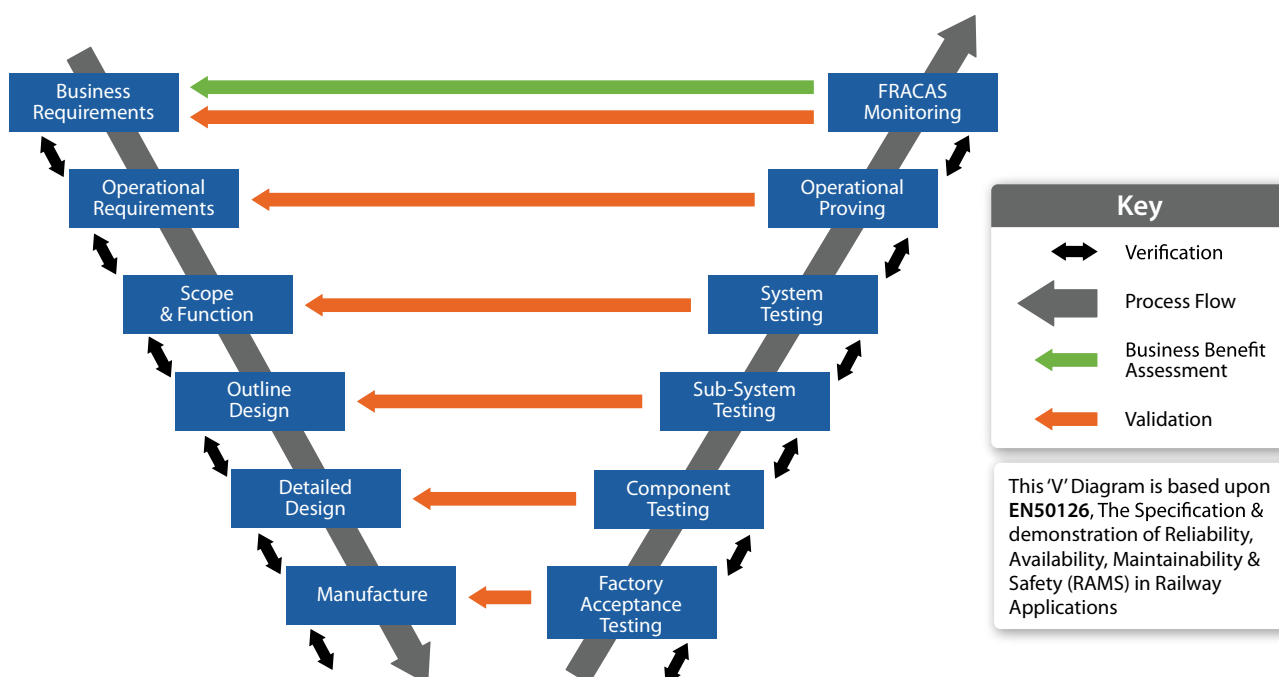 Business
Requirements
FRACAS
Monitoring
Operational
Requirements
Operational
Proving
Scope
& Function
System
Testing
Outline
Design
Sub-System
Testing
Detailed
Design
Component
Testing
Manufacture
Factory
Acceptance
Testing
Key
Verification
Process Flow
Business Benefit
Assessment
Validation
This ‘V’ Diagram is based upon
EN50126, The Specification &
demonstration of Reliability,
Availability, Maintainability &
Safety (RAMS) in Railway
Applications